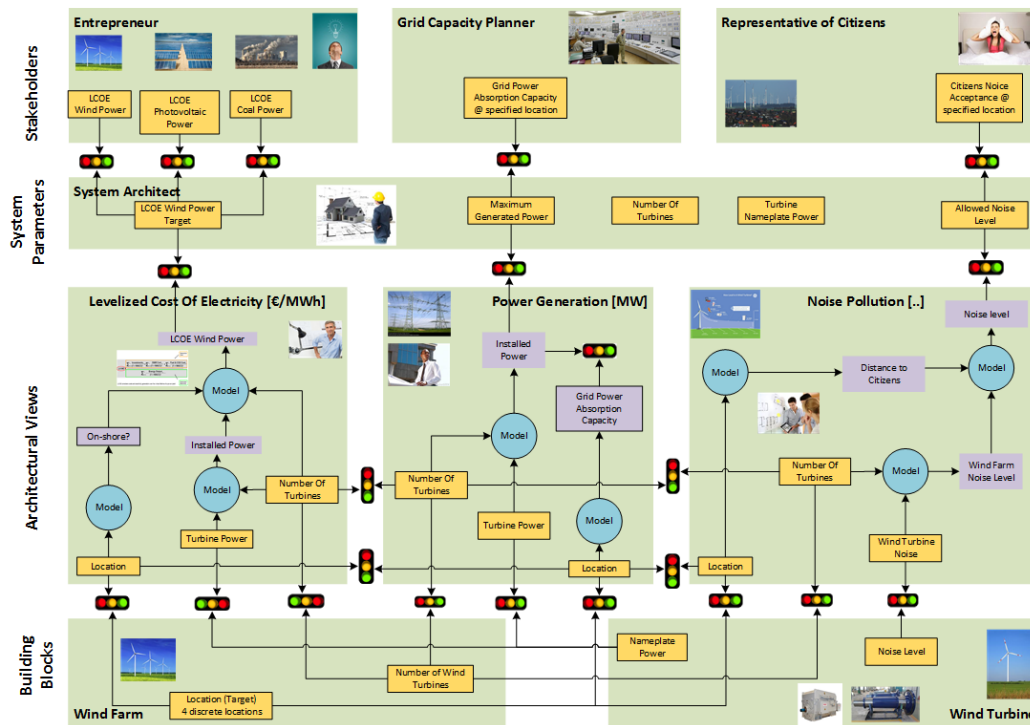 Entrepreneur
Grid Capacity Planner
Representative of Citizens
Stakeholders
LCOE
Wind Power
LCOE
Photovoltaic
Power
LCOE
Coal Power
Grid Power
Absorption Capacity
@ specified location
Citizens Noice
Acceptance @
specified location
System
Parameters
System Architect
LCOE Wind Power
Target
Maximum
Generated Power
Number Of
Turbines
Turbine
Nameplate Power
Allowed Noise
Level
Architectural Views
Levelized Cost Of Electricity [€/MWh]
Power Generation [MW]
Noise Pollution [..]
LCOE Wind Power
Model
On-shore?
Installed Power
Model
Model
Number Of
Turbines
Turbine Power
Location
Installed
Power
Grid Power
Absorption
Capacity
Model
Number Of
Turbines
Turbine Power
Model
Location
Noise level
Model
Distance to
Citizens
Model
Number Of
Turbines
Model
Wind Farm
Noise Level
Wind Turbine
Noise
Location
Building
Blocks
Nameplate
Power
Noise Level
Number of Wind
Turbines
Location (Target)
4 discrete locations
Wind Farm
Wind Turbine